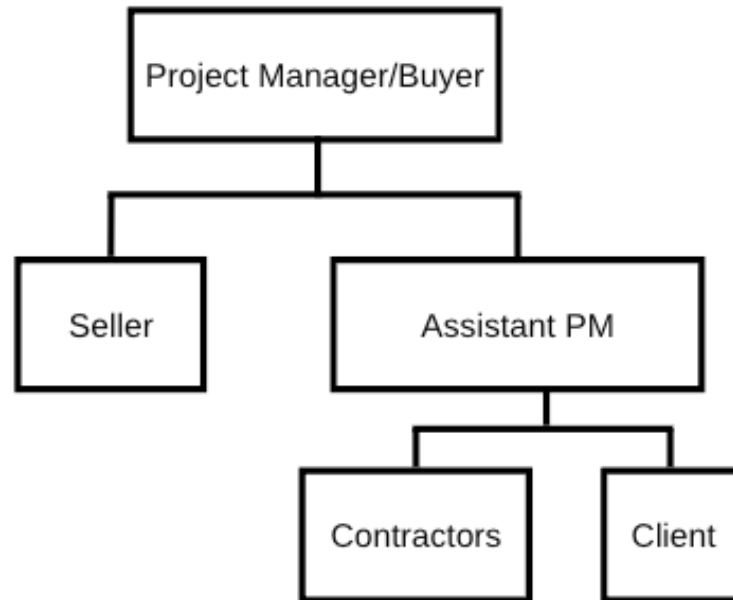 Project Manager/Buyer
Seller
Assistant PM
Contractors
Client